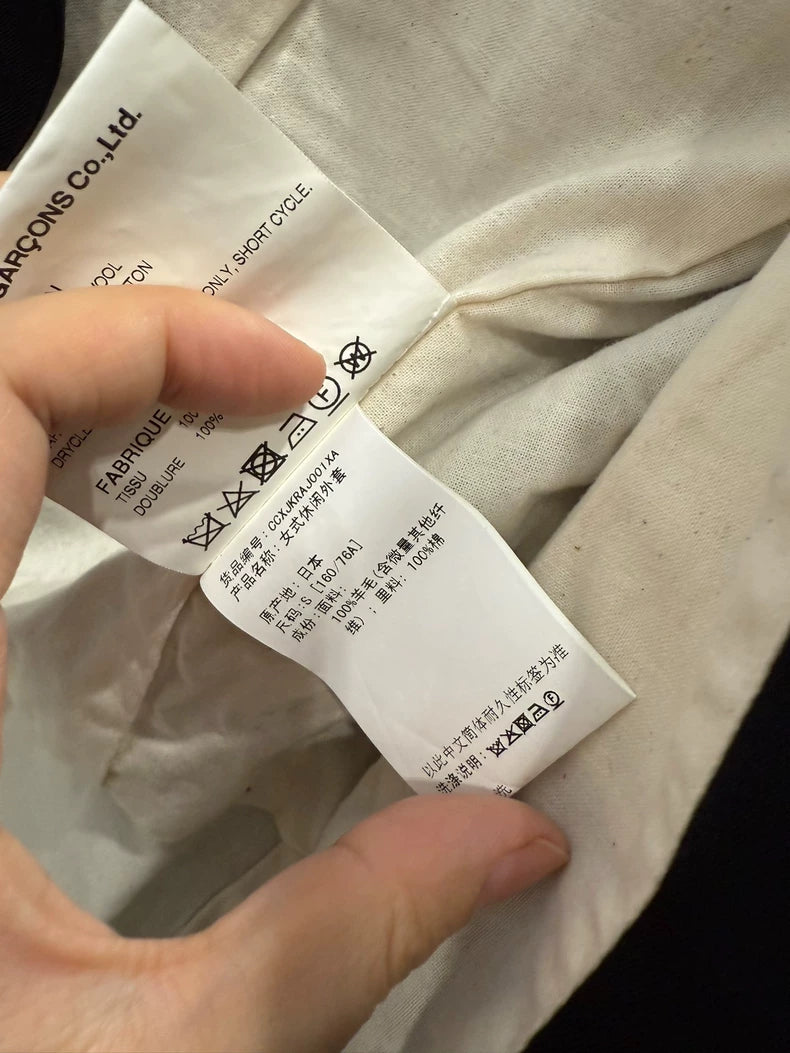 GARÇONS Co.,Ltd.
ONLY, SHORT CYCLE.
FABRIQUE
TISSU
DOUBLURE 100%
F
W
货品编号：CCXJKRAJ001XA
产品名称：女式休闲外套
原产地：日本
尺码：S [160/76A]
成份：面料：
100%羊毛(含微量其他纤
维）；里料：100%棉
以此中文简体耐久性标签为准
洗涤说明：
洗